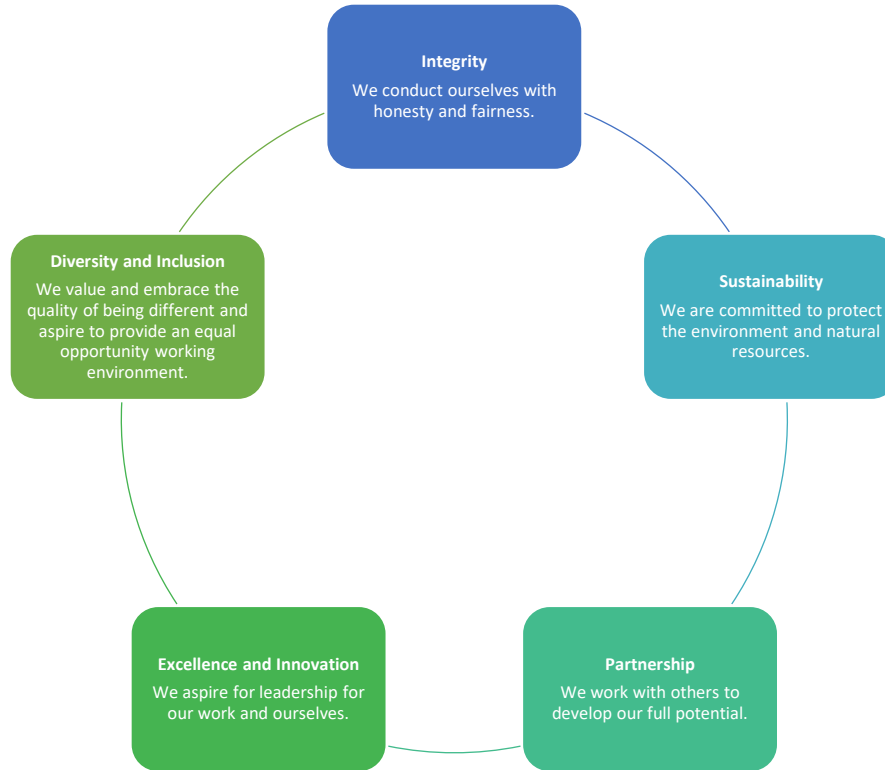 Integrity
We conduct ourselves with
honesty and fairness.
Sustainability
We are committed to protect
the environment and natural
resources.
Partnership
We work with others to
develop our full potential.
Excellence and Innovation
We aspire for leadership for
our work and ourselves.
Diversity and Inclusion
We value and embrace the
quality of being different and
aspire to provide an equal
opportunity working
environment.